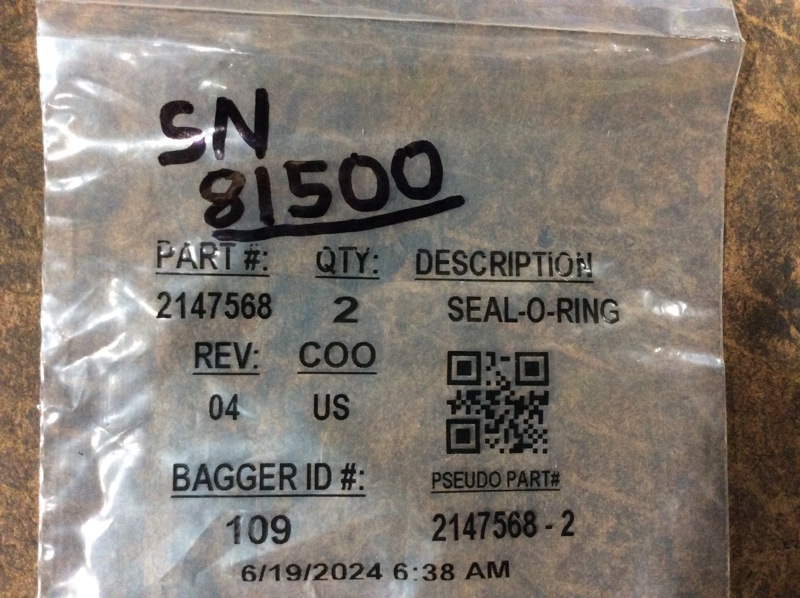 SN
81500
PART #: QTY: DESCRIPTION
2147568 2 SEAL-O-RING
REV: COO
04 US
BAGGER ID #: PSEUDO PART#
109 2147568 - 2
6/19/2024 6:38 AM